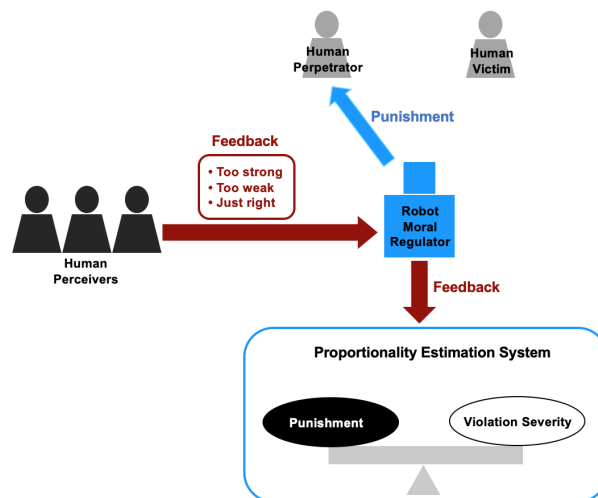 Human
Perpetrator
Human
Victim
Punishment
Feedback
• Too strong
• Too weak
• Just right
Robot
Moral
Regulator
Human
Perceivers
Feedback
Proportionality Estimation System
Punishment
Violation Severity